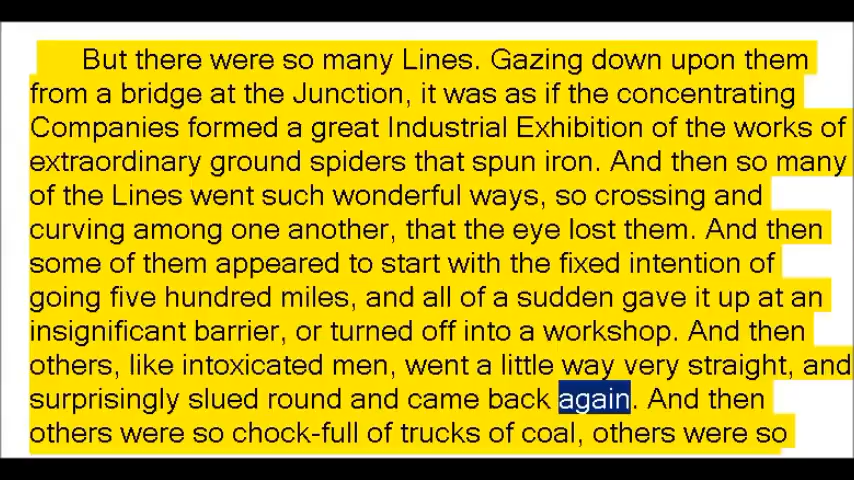 But there were so many Lines. Gazing down upon them
from a bridge at the Junction, it was as if the concentrating
Companies formed a great Industrial Exhibition of the works of
extraordinary ground spiders that spun iron. And then so many
of the Lines went such wonderful ways, so crossing and
curving among one another, that the eye lost them. And then
some of them appeared to start with the fixed intention of
going five hundred miles, and all of a sudden gave it up at an
insignificant barrier, or turned off into a workshop. And then
others, like intoxicated men, went a little way very straight, and
surprisingly slued round and came back again. And then
others were so chock-full of trucks of coal, others were so